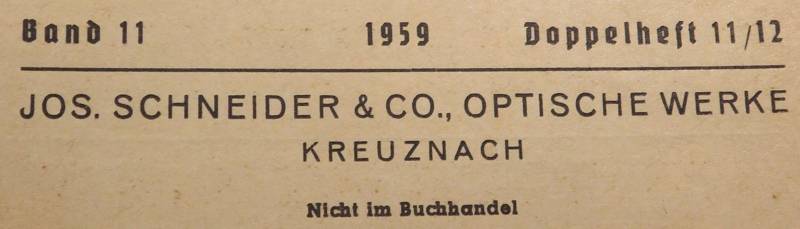 Band 11 1959 Doppelheft 11/12
JOS. SCHNEIDER & CO., OPTISCHE WERKE
KREUZNACH
Nicht im Buchhandel